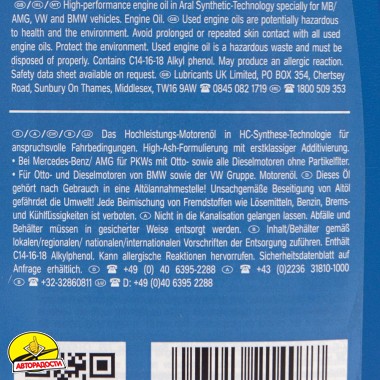 GB/IRL/MT High-performance engine oil in Aral Synthetic-Technology specially for MB/
AMG, VW and BMW vehicles. Engine Oil. Used engine oils are potentially hazardous
to health and the environment. Avoid prolonged or repeated skin contact with all used
engine oils. Protect the environment. Used engine oil is a hazardous waste and must be
disposed of properly. Contains C14-16-18 Alkyl phenol. May produce an allergic reaction.
Safety data sheet available on request. GB Lubricants UK Limited, PO BOX 354, Chertsey
Road, Sunbury On Thames, Middlesex, TW16 9AW ☎ 0845 082 1719 IRL ☎ 1800 509 353
D/A/CH/B/L Das Hochleistungs-Motorenöl in HC-Synthese-Technologie für
anspruchsvolle Fahrbedingungen. High-Ash-Formulierung mit erstklassiger Additivierung.
• Bei Mercedes-Benz/ AMG für PKWs mit Otto- sowie alle Dieselmotoren ohne Partikelfilter.
• Für Otto- und Dieselmotoren von BMW sowie der VW Gruppe. Motorenöl. D Dieses Öl
gehört nach Gebrauch in eine Altölannahmestelle! Unsachgemäße Beseitigung von Altöl
gefährdet die Umwelt! Jede Beimischung von Fremdstoffen wie Lösemitteln, Benzin, Brems-
und Kühlflüssigkeiten ist verboten. A Nicht in die Kanalisation gelangen lassen. Abfälle und
Behälter müssen in gesicherter Weise entsorgt werden. Inhalt/Behälter gemäß
lokalen/regionalen/ nationalen/internationalen Vorschriften der Entsorgung zuführen. Enthält
C14-16-18 Alkylphenol. Kann allergische Reaktionen hervorrufen. Sicherheitsdatenblatt auf
Anfrage erhältlich. D ☎ +49 (0) 40 6395-2288 A ☎ +43 (0)2236 31810-1000
B ☎ +32-32860811 L ☎ D: +49 (0)40 6395 2288
АВТОРАДОСТИ